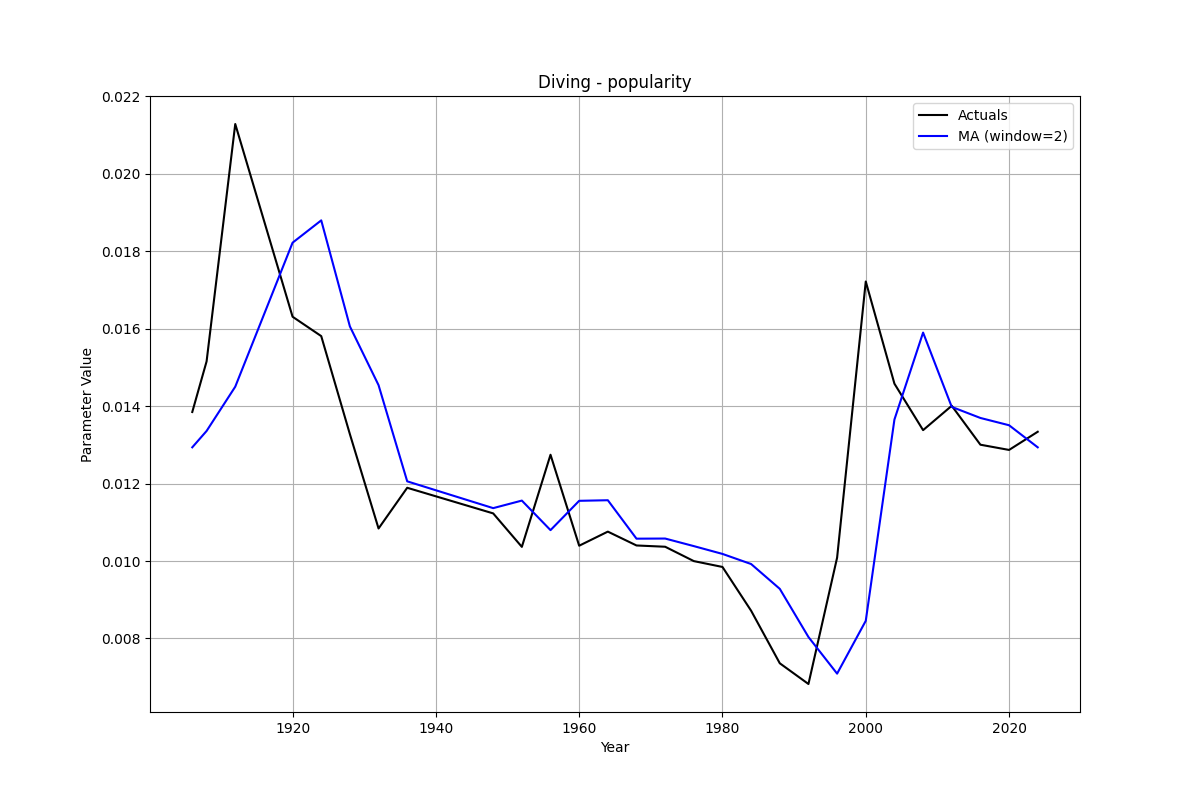 Diving - popularity
Actuals
MA (window=2)
0.022
0.020
0.018
0.016
0.014
0.012
0.010
0.008
Parameter Value
1920 1940 1960 1980 2000 2020
Year